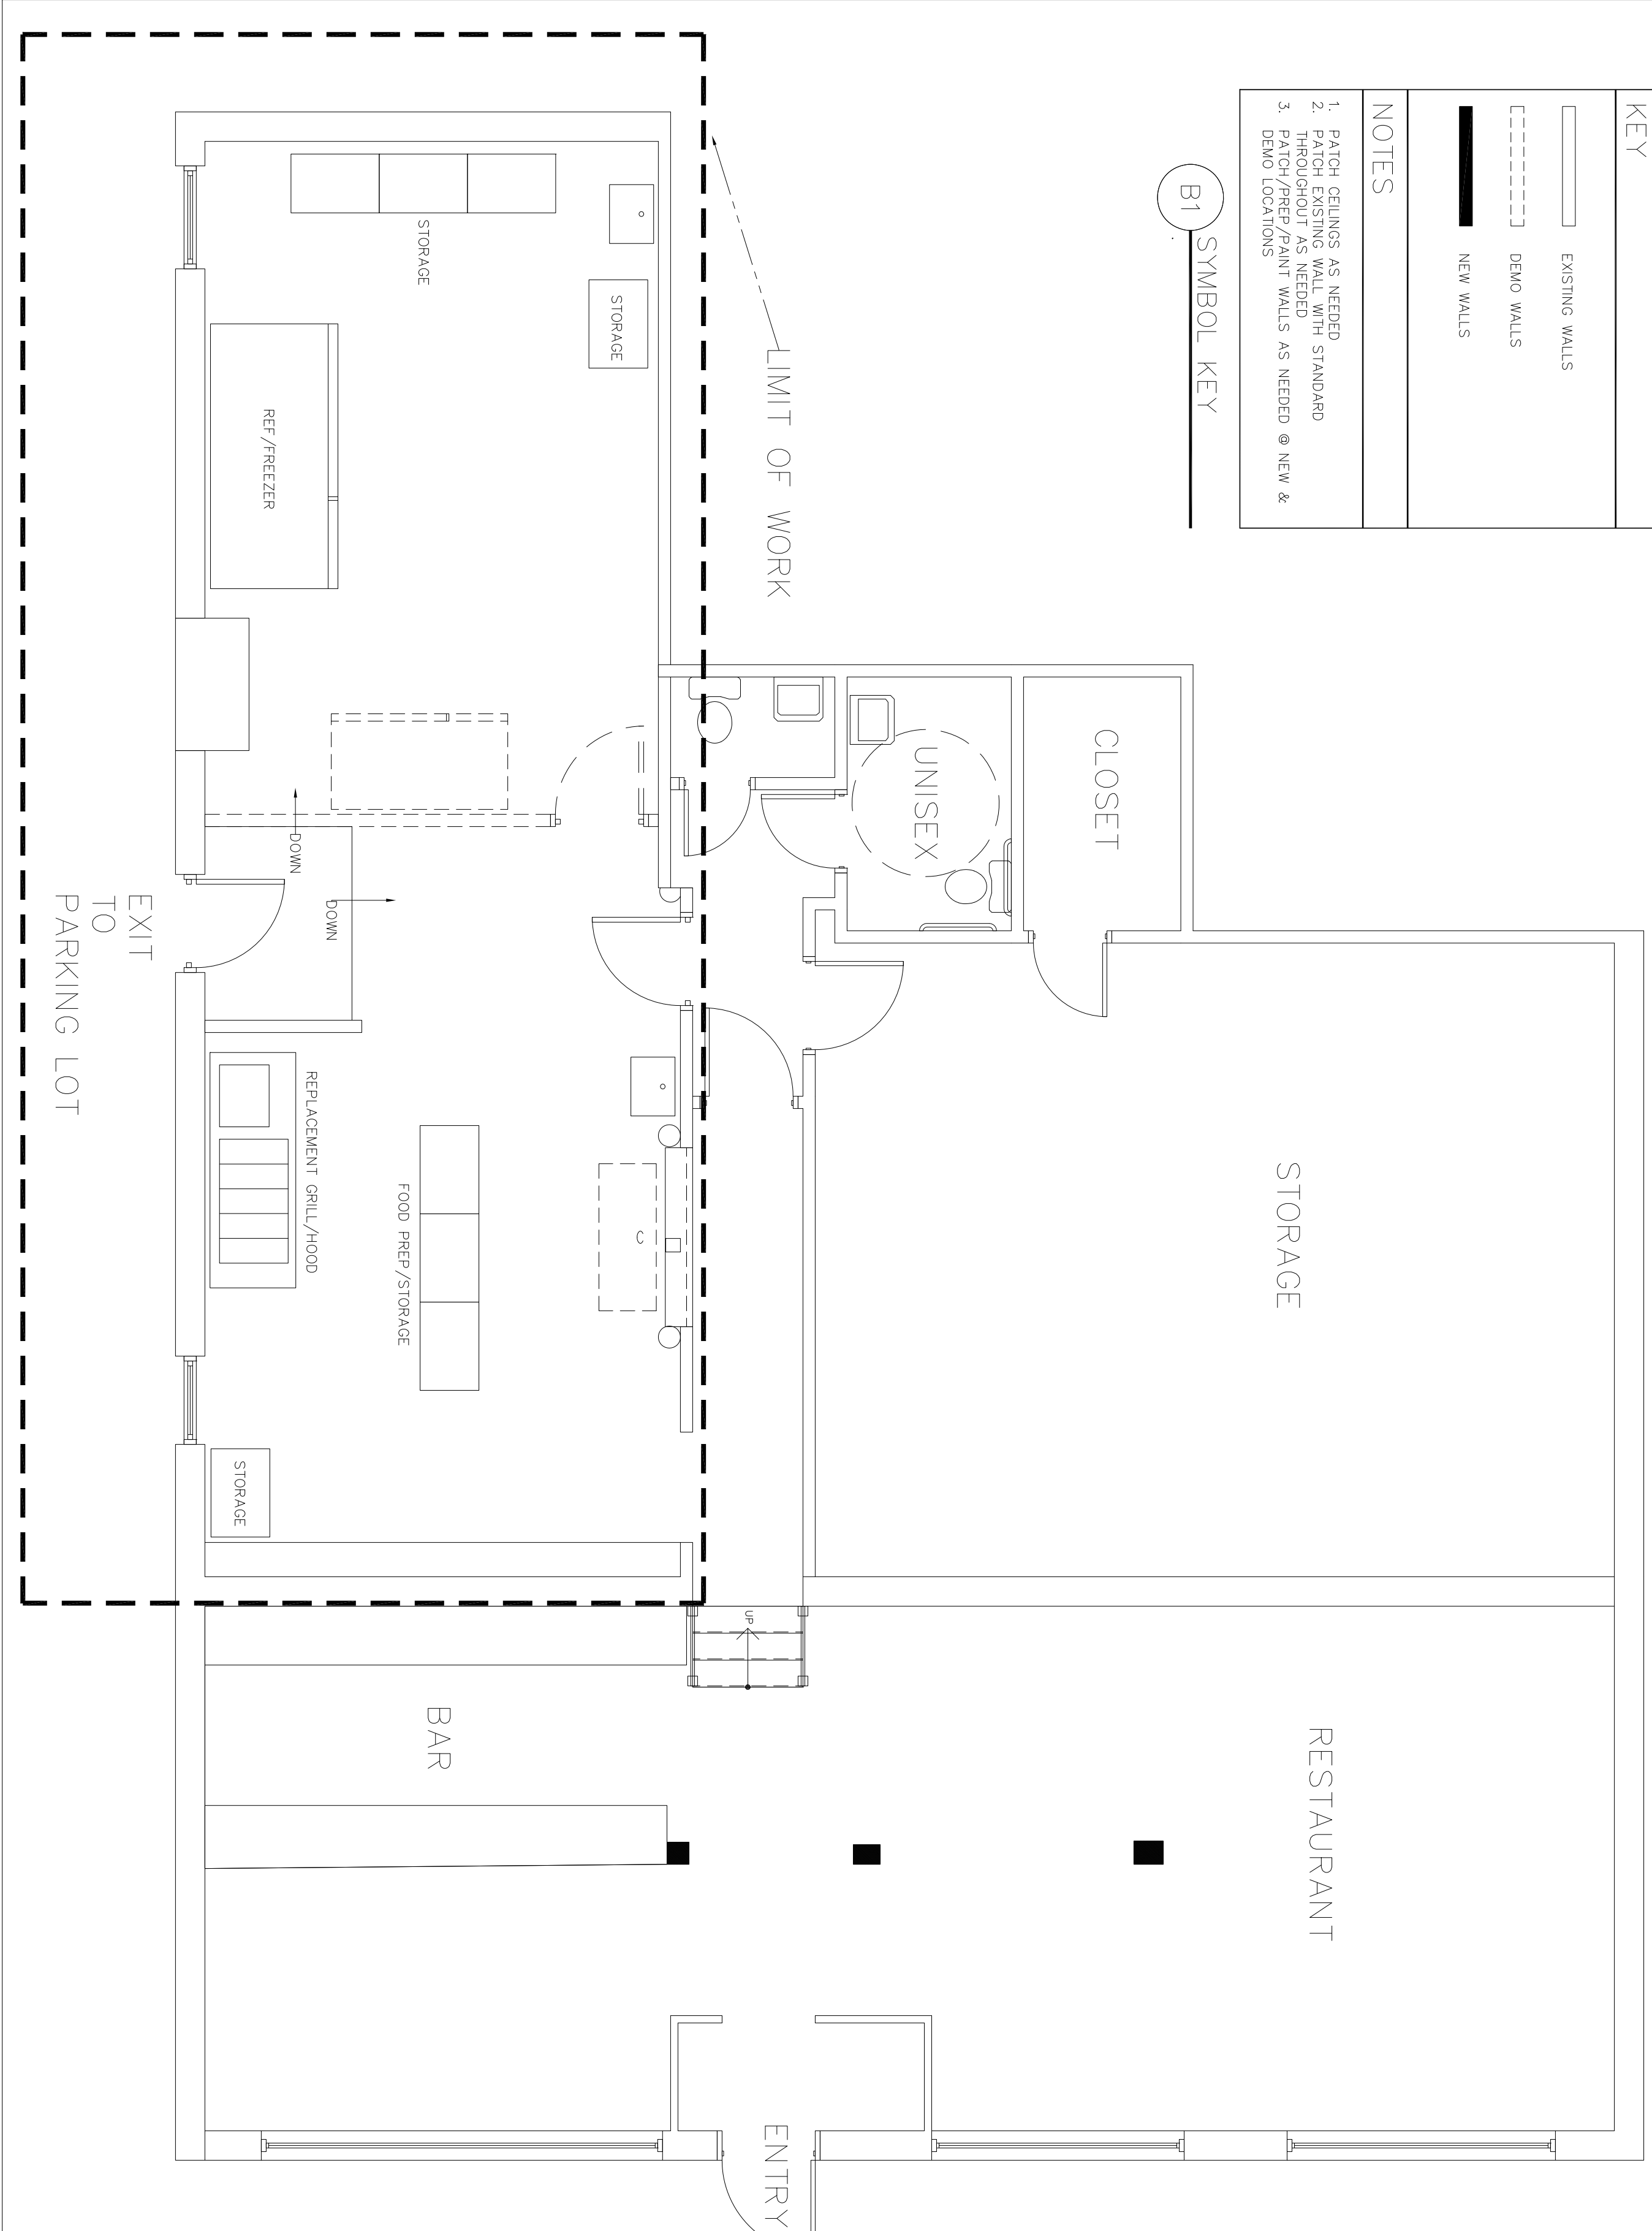 KEY
EXISTING WALLS
DEMO WALLS
NEW WALLS
NOTES
1. PATCH CEILINGS AS NEEDED
2. PATCH EXISTING WALL WITH STANDARD
THROUGHOUT AS NEEDED
3. PATCH/PREP/PAINT WALLS AS NEEDED @ NEW &
DEMO LOCATIONS
SYMBOL KEY
B1
LIMIT OF WORK
STORAGE
STORAGE
REF/FREEZER
CLOSET
UNISEX
DOWN
DOWN
EXIT
TO
PARKING LOT
STORAGE
FOOD PREP/STORAGE
REPLACEMENT GRILL/HOOD
STORAGE
UP
RESTAURANT
BAR
ENTRY